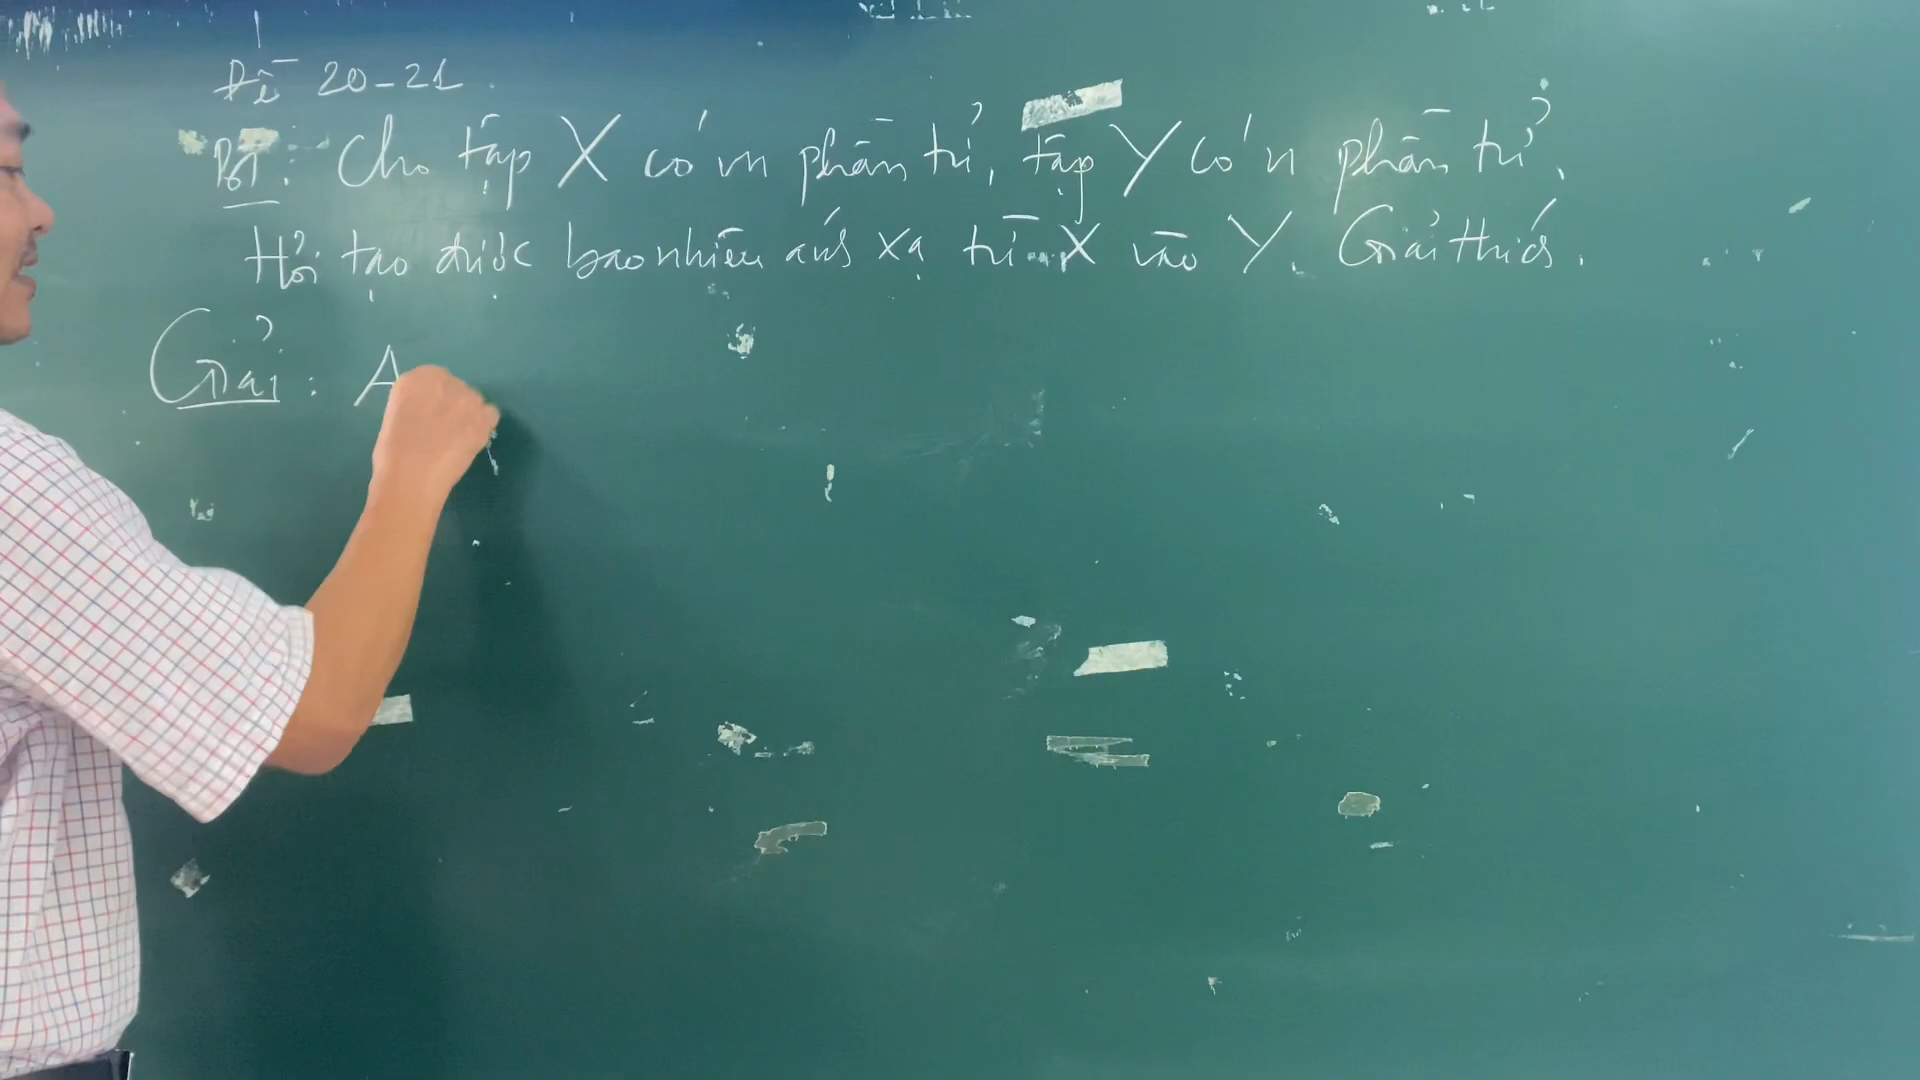 Đề 20-21.
BT: Cho tập X có m phần tử, tập Y có n phần tử.
Hỏi tạo được bao nhiêu ánh xạ từ X vào Y. Giải thích.
Giải: A